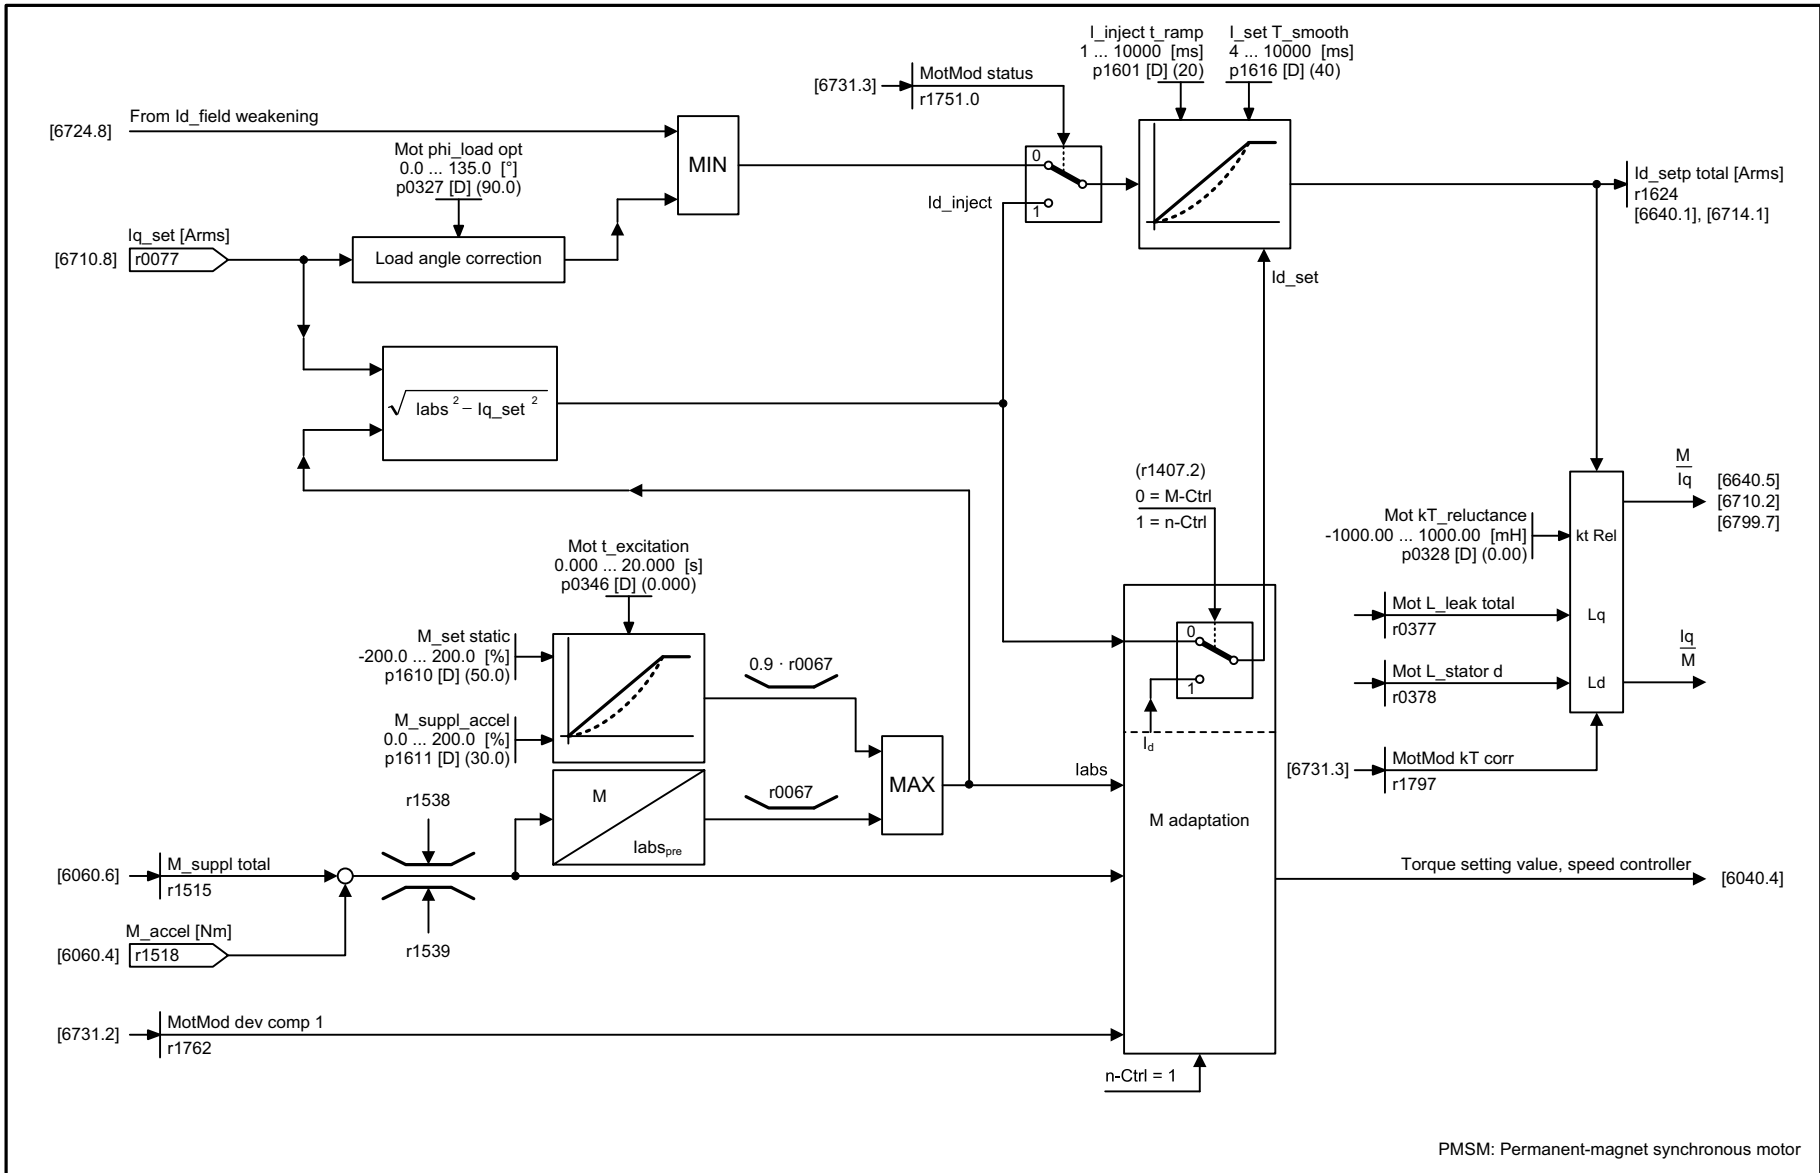 I_inject t_ramp
1 ... 10000 [ms]
p1601 [D] (20)
I_set T_smooth
4 ... 10000 [ms]
p1616 [D] (40)
[6731.3]
MotMod status
r1751.0
[6724.8]
From Id_field weakening
Mot phi_load opt
0.0 ... 135.0 [°]
p0327 [D] (90.0)
MIN
0
1
Id_inject
Id_setp total [Arms]
r1624
[6640.1], [6714.1]
Iq_set [Arms]
[6710.8]
r0077
Load angle correction
Id_set
√ Iabs ² – Iq_set ²
(r1407.2)
0 = M-Ctrl
1 = n-Ctrl
M
Iq
[6640.5]
[6710.2]
[6799.7]
Mot kT_reluctance
-1000.00 ... 1000.00 [mH]
p0328 [D] (0.00)
kt Rel
Mot t_excitation
0.000 ... 20.000 [s]
p0346 [D] (0.000)
Mot L_leak total
r0377
Lq
M_set static
-200.0 ... 200.0 [%]
p1610 [D] (50.0)
0.9 · r0067
0
1
Iq
M
Mot L_stator d
r0378
Ld
M_suppl_accel
0.0 ... 200.0 [%]
p1611 [D] (30.0)
I_d
[6731.3]
MotMod kT corr
r1797
MAX
Iabs
r1538
M
Iabs_pre
r0067
M adaptation
[6060.6]
M_suppl total
r1515
Torque setting value, speed controller
[6040.4]
M_accel [Nm]
[6060.4]
r1518
r1539
[6731.2]
MotMod dev comp 1
r1762
n-Ctrl = 1
PMSM: Permanent-magnet synchronous motor